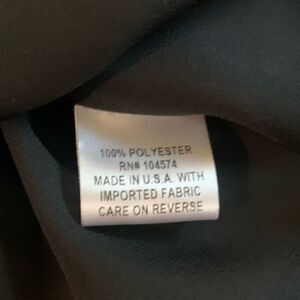 100% POLYESTER
RN# 104574
MADE IN U.S.A. WITH
IMPORTED FABRIC
CARE ON REVERSE